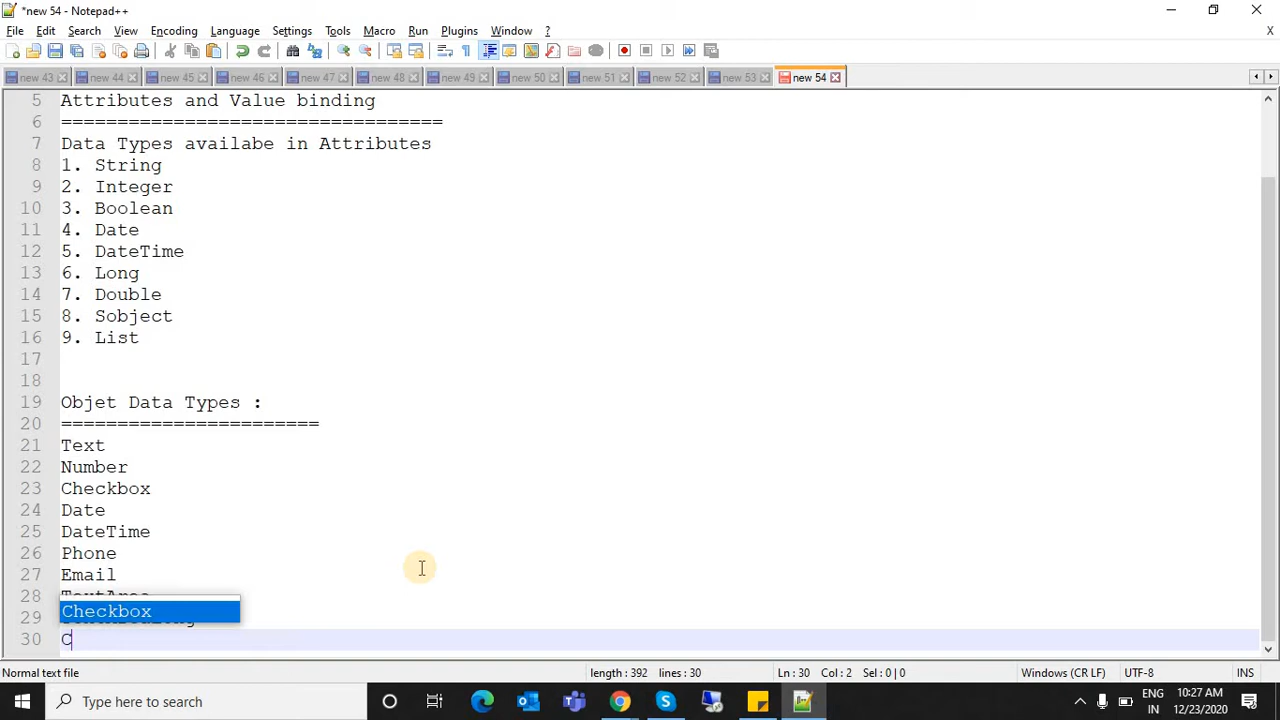 *new 54 - Notepad++
File Edit Search View Encoding Language Settings Tools Macro Run Plugins Window ? X
new 43 new 44 new 45 new 46 new 47 new 48 new 49 new 50 new 51 new 52 new 53 new 54
5 Attributes and Value binding
6 ==================================
7 Data Types availabe in Attributes
8 1. String
9 2. Integer
10 3. Boolean
11 4. Date
12 5. DateTime
13 6. Long
14 7. Double
15 8. Sobject
16 9. List
17
18
19 Objet Data Types :
20 =======================
21 Text
22 Number
23 Checkbox
24 Date
25 DateTime
26 Phone
27 Email
28 TextArea
Checkbox
29
30 C
Normal text file length : 392 lines : 30 Ln : 30 Col : 2 Sel : 0 | 0 Windows (CR LF) UTF-8 INS
Type here to search
ENG
IN
10:27 AM
12/23/2020